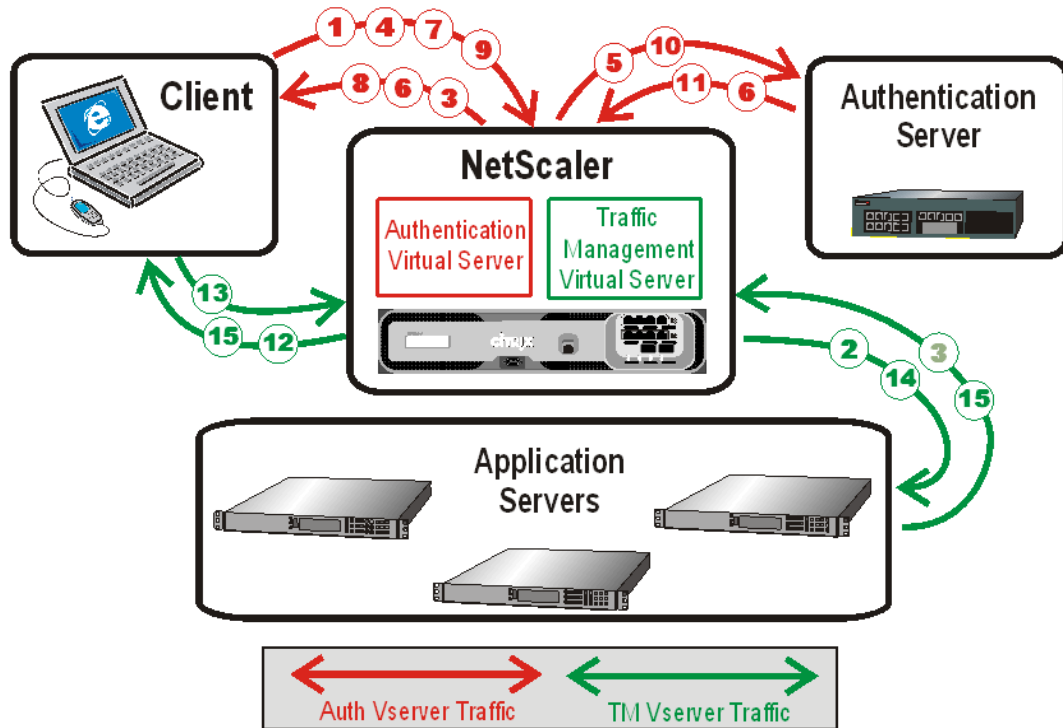 1 4 7 9
5 10
8 6 3
11 6
Client
Authentication
Server
NetScaler
Authentication
Virtual Server
Traffic
Management
Virtual Server
13
15 12
citrix
2
3
14
15
Application
Servers
Auth Vserver Traffic
TM Vserver Traffic